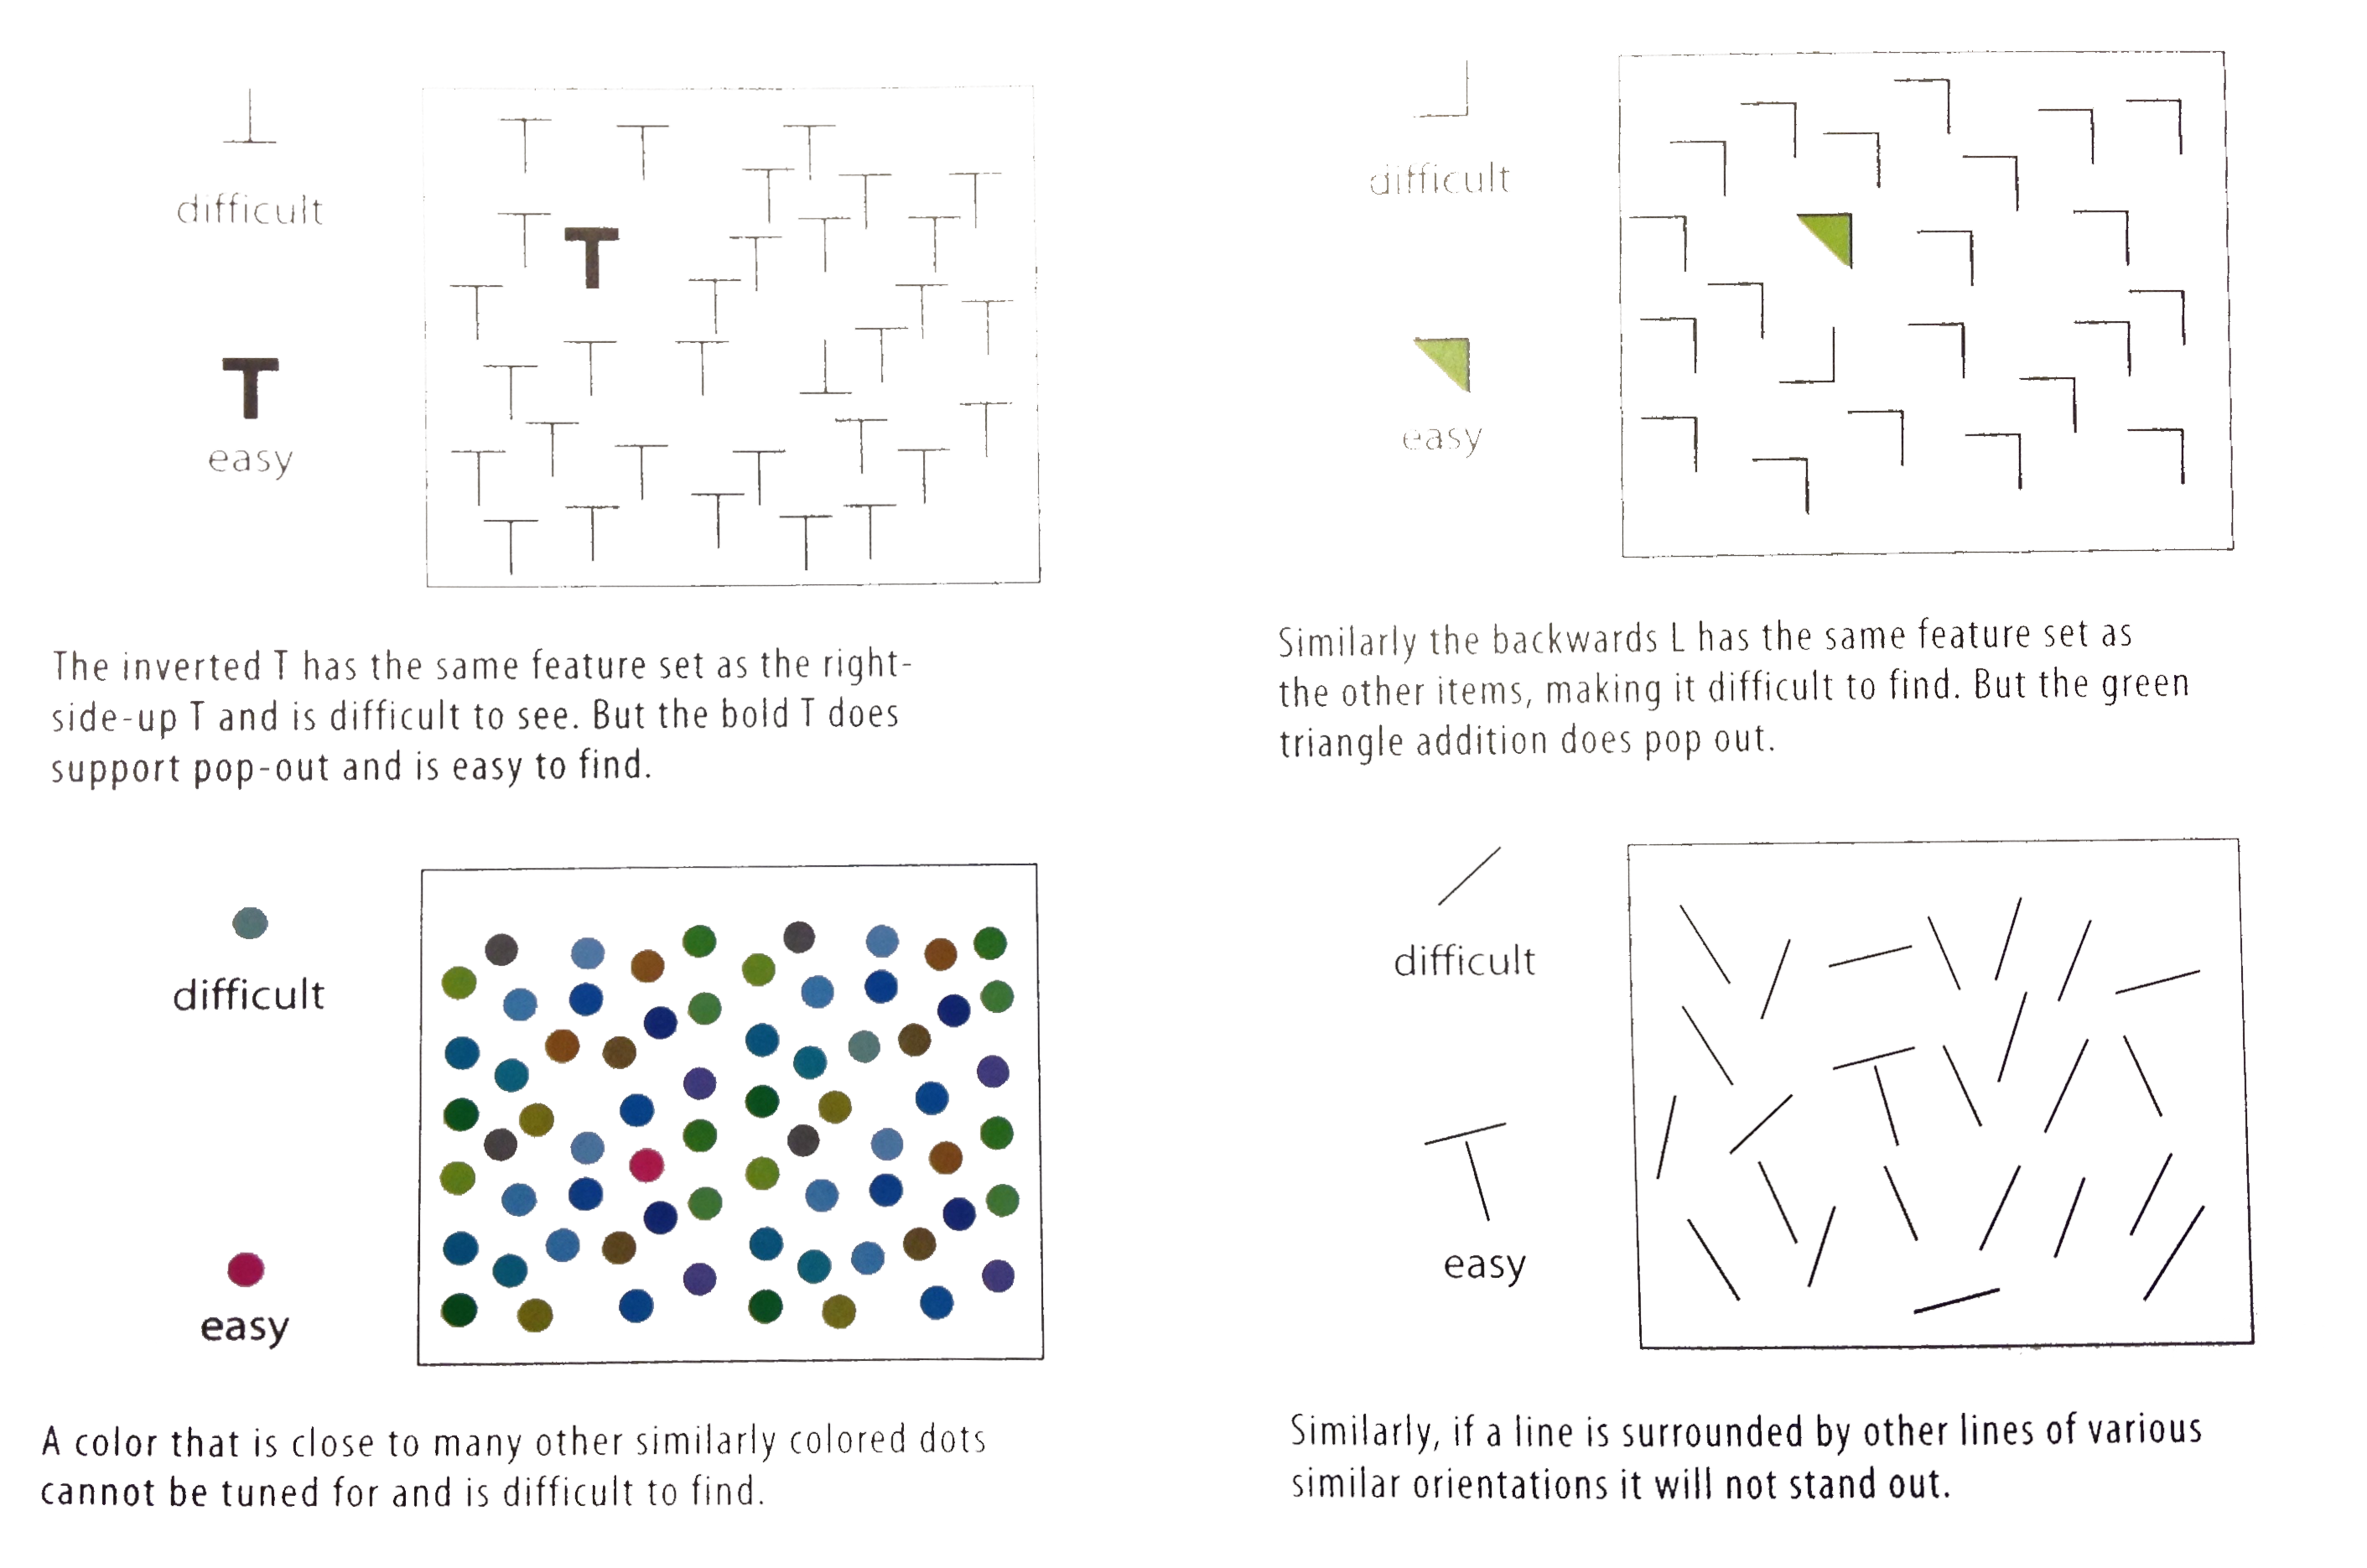 difficult
T
easy
The inverted T has the same feature set as the right-
side-up T and is difficult to see. But the bold T does
support pop-out and is easy to find.
difficult
easy
Similarly the backwards L has the same feature set as
the other items, making it difficult to find. But the green
triangle addition does pop out.
difficult
easy
A color that is close to many other similarly colored dots
cannot be tuned for and is difficult to find.
difficult
easy
Similarly, if a line is surrounded by other lines of various
similar orientations it will not stand out.